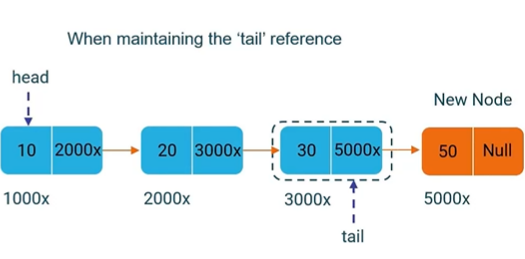 When maintaining the ‘tail’ reference
head
New Node
10 2000x 20 3000x 30 5000x 50 Null
1000x 2000x 3000x 5000x
tail